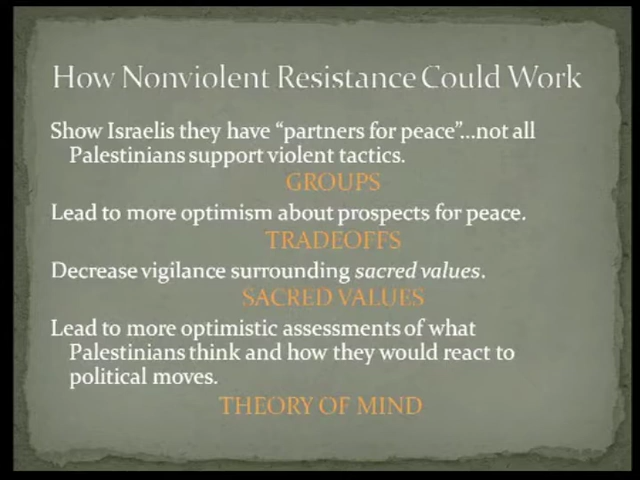 How Nonviolent Resistance Could Work
Show Israelis they have “partners for peace”...not all
Palestinians support violent tactics.
GROUPS
Lead to more optimism about prospects for peace.
TRADEOFFS
Decrease vigilance surrounding sacred values.
SACRED VALUES
Lead to more optimistic assessments of what
Palestinians think and how they would react to
political moves.
THEORY OF MIND